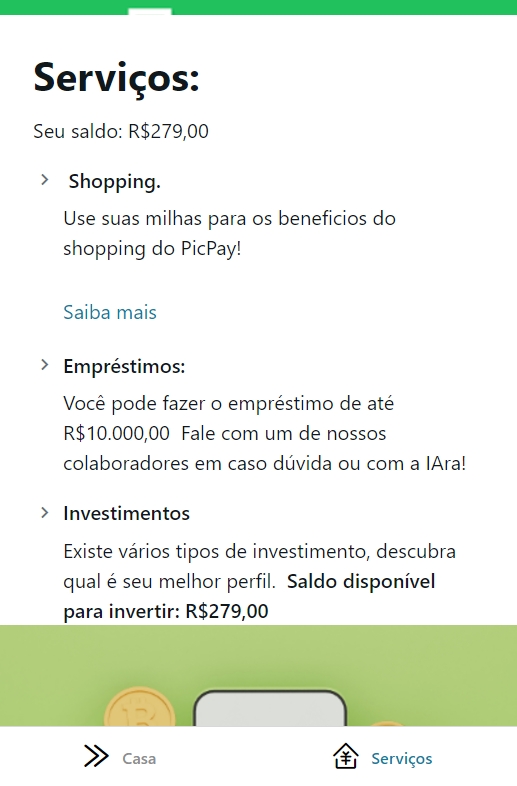 Serviços:
Seu saldo: R$279,00
Shopping.
Use suas milhas para os beneficios do
shopping do PicPay!
Saiba mais
Empréstimos:
Você pode fazer o empréstimo de até
R$10.000,00 Fale com um de nossos
colaboradores em caso dúvida ou com a IAra!
Investimentos
Existe vários tipos de investimento, descubra
qual é seu melhor perfil. Saldo disponível
para invertir: R$279,00
Casa
Serviços